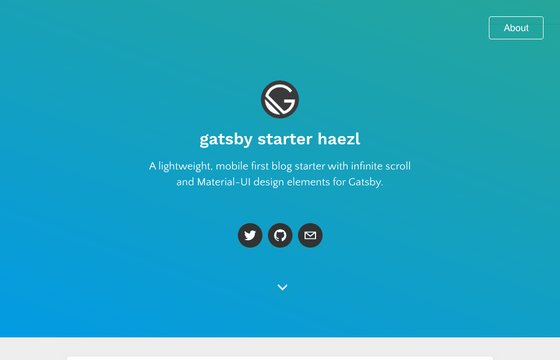 About
gatsby starter haezl
A lightweight, mobile first blog starter with infinite scroll
and Material-UI design elements for Gatsby.